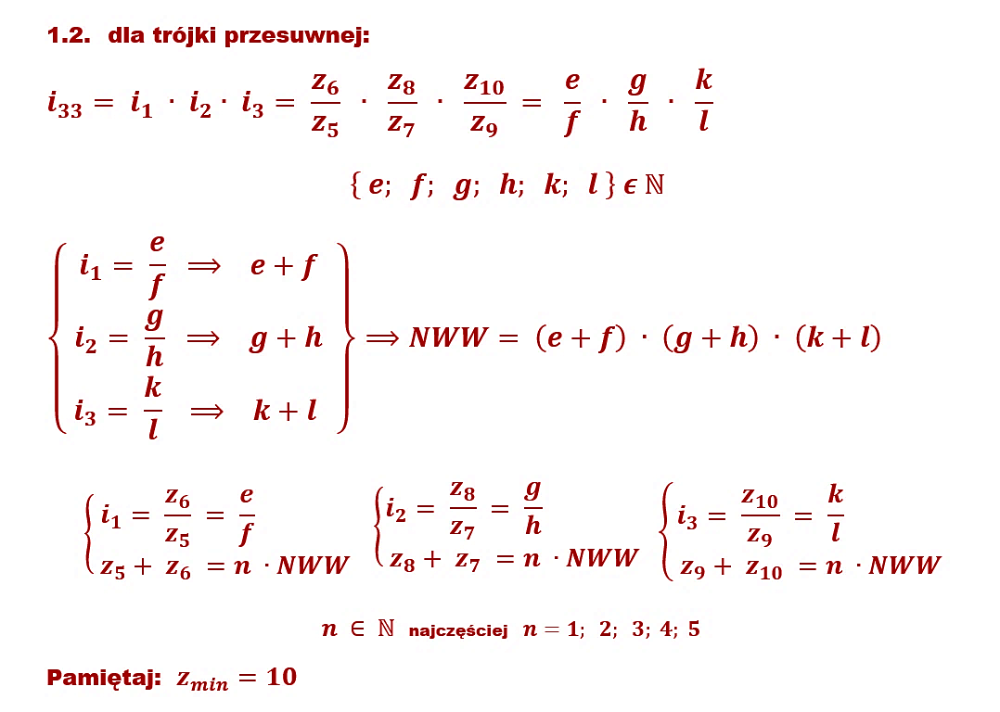 1.2. dla trójki przesuwnej:
i₃₃ = i₁ · i₂ · i₃ = z₆/z₅ · z₈/z₇ · z₁₀/z₉ = e/f · g/h · k/l
{ e; f; g; h; k; l } ϵ ℕ
{ i₁ = e/f ⟹ e + f
i₂ = g/h ⟹ g + h } ⟹ NWW = (e + f) · (g + h) · (k + l)
i₃ = k/l ⟹ k + l
{ i₁ = z₆/z₅ = e/f { i₂ = z₈/z₇ = g/h { i₃ = z₁₀/z₉ = k/l
z₅ + z₆ = n · NWW z₈ + z₇ = n · NWW z₉ + z₁₀ = n · NWW
n ∈ ℕ najczęściej n = 1; 2; 3; 4; 5
Pamiętaj: zₘᵢₙ = 10